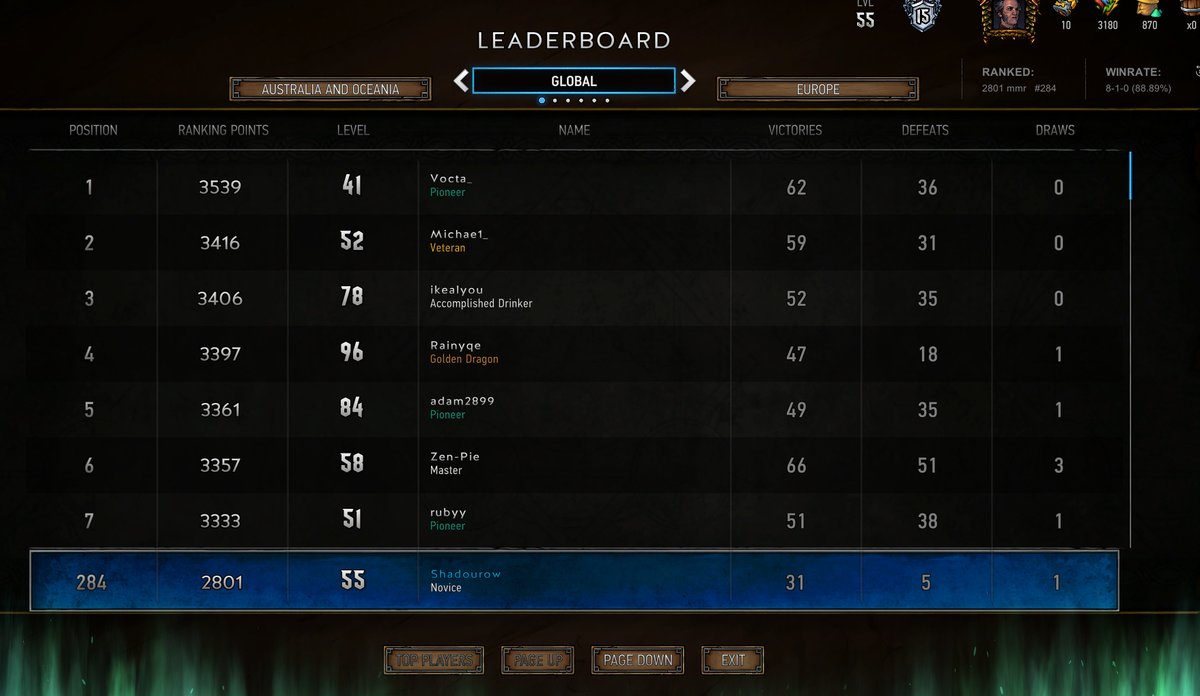 LVL
55
15
10 3180 870 x0
LEADERBOARD
AUSTRALIA AND OCEANIA
GLOBAL
EUROPE
RANKED:
2801 mmr #284
WINRATE:
8-1-0 (88.89%)
POSITION RANKING POINTS LEVEL NAME VICTORIES DEFEATS DRAWS
1 3539 41 Vocta_ 62 36 0
Pioneer
2 3416 52 Michae1_ 59 31 0
Veteran
3 3406 78 ikealyou 52 35 0
Accomplished Drinker
4 3397 96 Rainyqe 47 18 1
Golden Dragon
5 3361 84 adam2899 49 35 1
Pioneer
6 3357 58 Zen-Pie 66 51 3
Master
7 3333 51 rubyy 51 38 1
Pioneer
284 2801 55 Shadourow 31 5 1
Novice
TOP PLAYERS PAGE UP PAGE DOWN EXIT